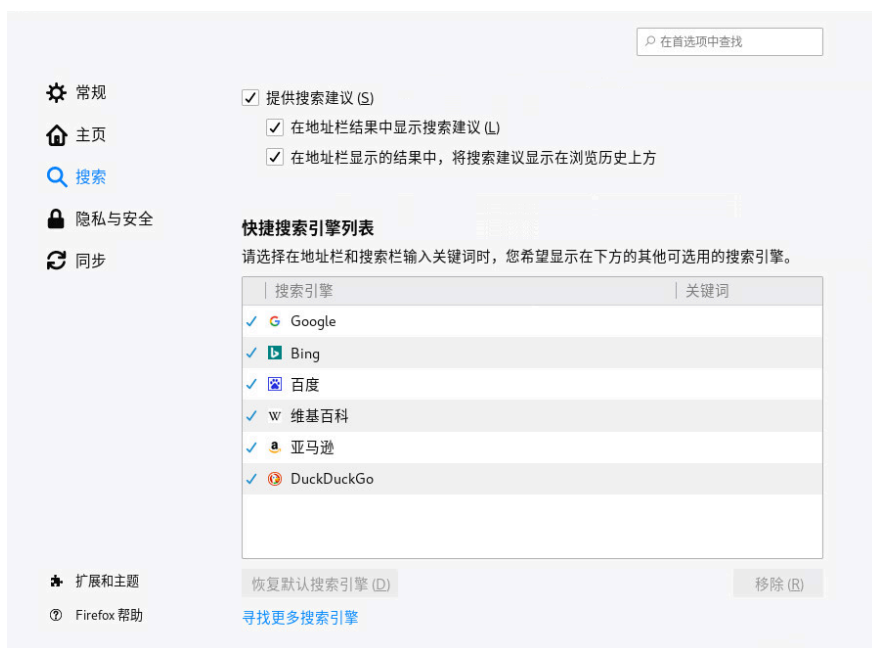 在首选项中查找
常规
主页
搜索
隐私与安全
同步
提供搜索建议 (S)
在地址栏结果中显示搜索建议 (L)
在地址栏显示的结果中，将搜索建议显示在浏览历史上方
快捷搜索引擎列表
请选择在地址栏和搜索栏输入关键词时，您希望显示在下方的其他可选用的搜索引擎。
搜索引擎 关键词
Google
Bing
百度
维基百科
亚马逊
DuckDuckGo
恢复默认搜索引擎 (D) 移除 (R)
寻找更多搜索引擎
扩展和主题
Firefox 帮助